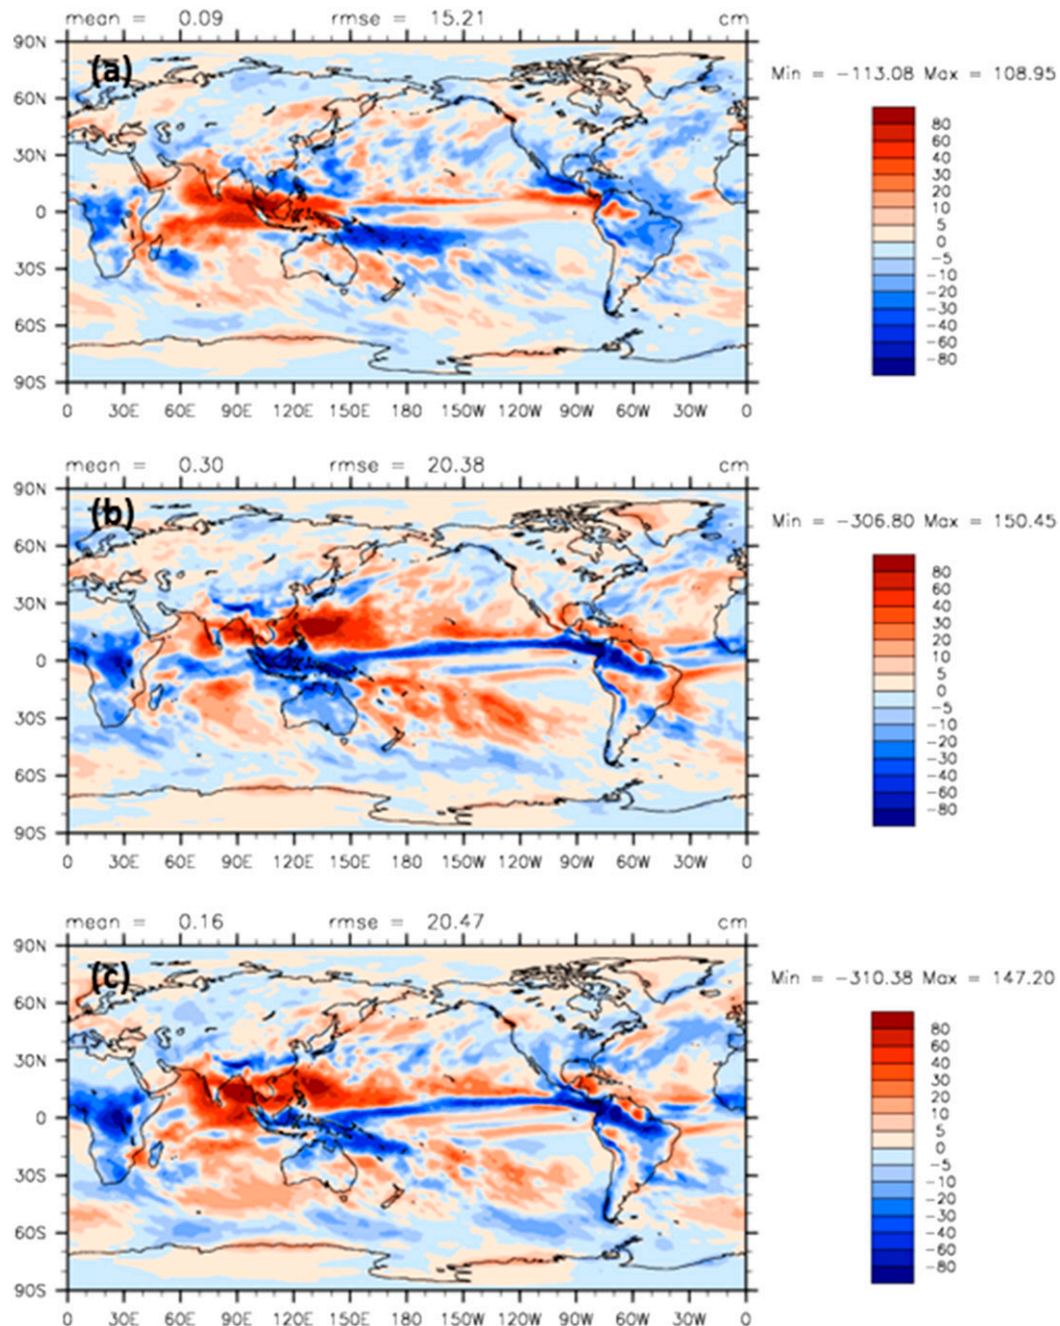 mean = 0.09 rmse = 15.21 cm
(a)
Min = -113.08 Max = 108.95
90N
60N
30N
0
30S
60S
90S
0 30E 60E 90E 120E 150E 180 150W 120W 90W 60W 30W 0
80
60
40
30
20
10
5
0
-5
-10
-20
-30
-40
-60
-80
mean = 0.30 rmse = 20.38 cm
(b)
Min = -306.80 Max = 150.45
90N
60N
30N
0
30S
60S
90S
0 30E 60E 90E 120E 150E 180 150W 120W 90W 60W 30W 0
80
60
40
30
20
10
5
0
-5
-10
-20
-30
-40
-60
-80
mean = 0.16 rmse = 20.47 cm
(c)
Min = -310.38 Max = 147.20
90N
60N
30N
0
30S
60S
90S
0 30E 60E 90E 120E 150E 180 150W 120W 90W 60W 30W 0
80
60
40
30
20
10
5
0
-5
-10
-20
-30
-40
-60
-80